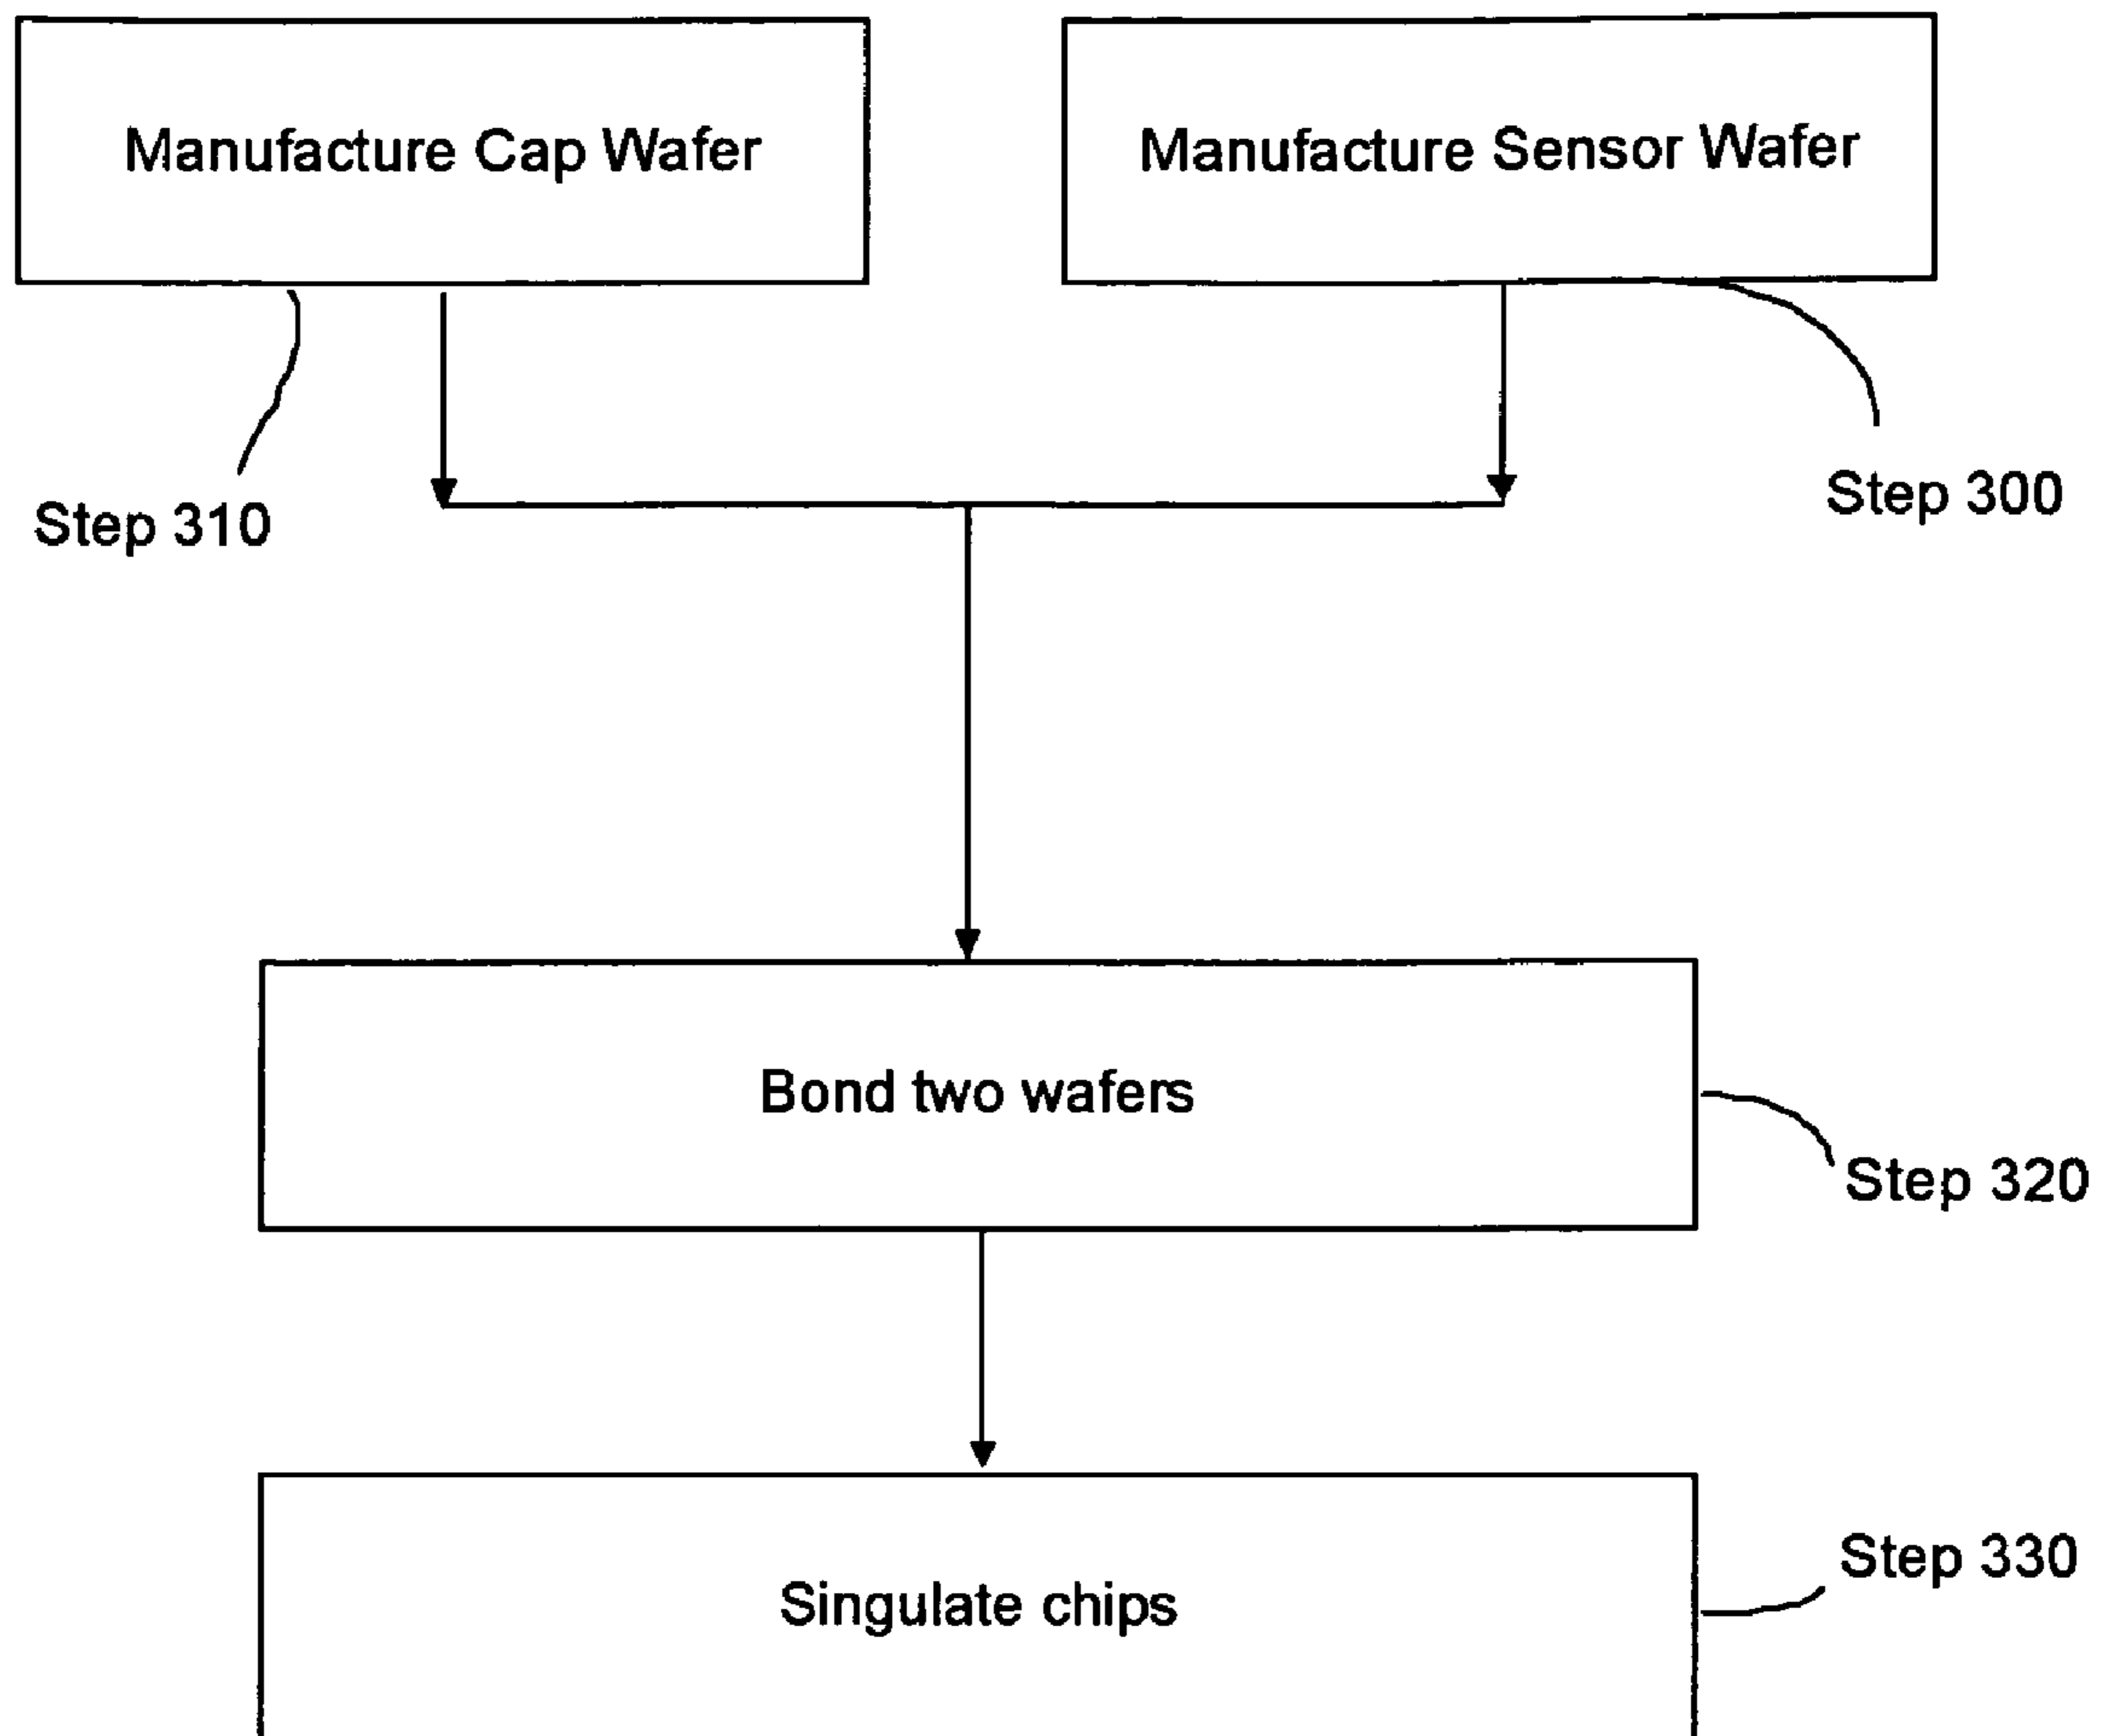 Manufacture Cap Wafer
Manufacture Sensor Wafer
Step 310
Step 300
Bond two wafers
Step 320
Step 330
Singulate chips